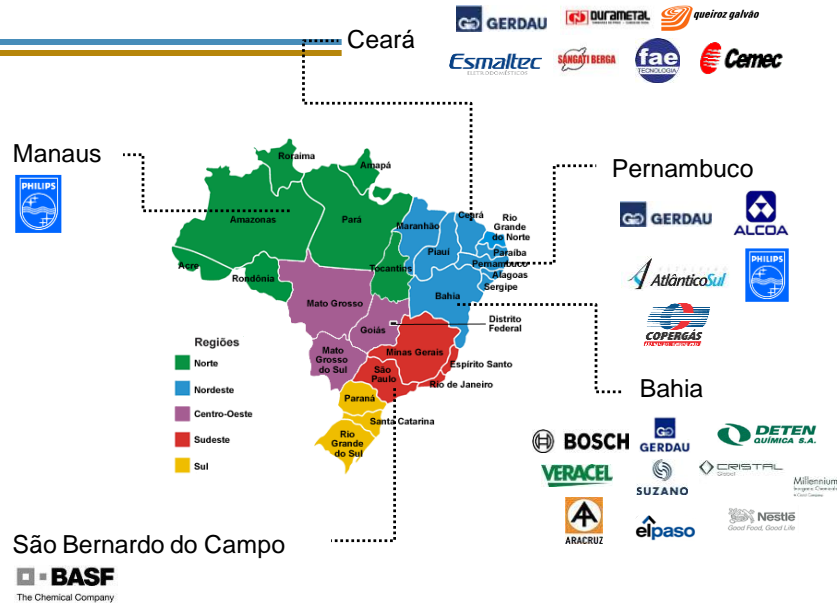 Ceará
GERDAU
DURAMETAL
queiroz galvão
Esmaltec
ELETRODOMÉSTICOS
SANGATI BERGA
fae
TECNOLOGIA
Cemec
Manaus
PHILIPS
Pernambuco
GERDAU
ALCOA
AtlânticoSul
PHILIPS
COPERGÁS
Roraima
Amapá
Amazonas
Pará
Maranhão
Ceará
Rio
Grande
do Norte
Paraíba
Piauí
Pernambuco
Acre
Rondônia
Tocantins
Alagoas
Sergipe
Mato Grosso
Bahia
Goiás
Distrito
Federal
Mato
Grosso
do Sul
Minas Gerais
Espírito Santo
São
Paulo
Rio de Janeiro
Paraná
Santa Catarina
Rio
Grande
do Sul
Regiões
Norte
Nordeste
Centro-Oeste
Sudeste
Sul
Bahia
BOSCH
GERDAU
DETEN
QUÍMICA S.A.
VERACEL
SUZANO
CRISTAL
Global
Millennium
Inorganic Chemicals
ARACRUZ
elpaso
Nestlé
Good Food, Good Life
São Bernardo do Campo
BASF
The Chemical Company